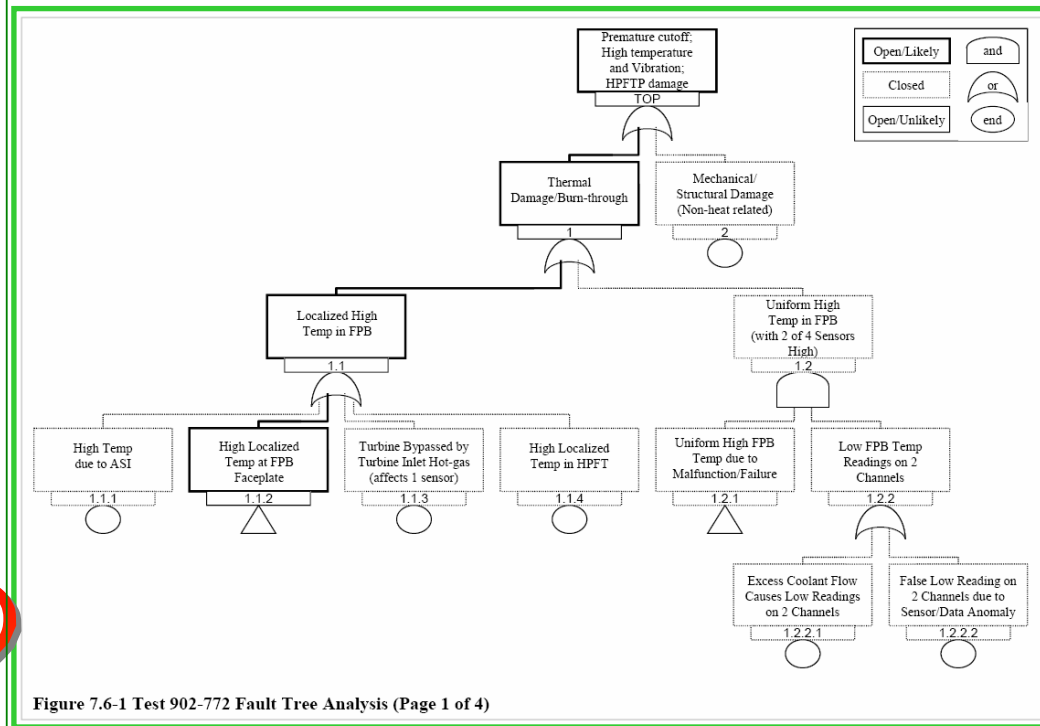 Premature cutoff;
High temperature
and Vibration;
HPFTP damage
TOP
Open/Likely
and
Closed
or
Open/Unlikely
end
Thermal
Damage/Burn-through
1
Mechanical/
Structural Damage
(Non-heat related)
2
Localized High
Temp in FPB
1.1
Uniform High
Temp in FPB
(with 2 of 4 Sensors
High)
1.2
High Temp
due to ASI
1.1.1
High Localized
Temp at FPB
Faceplate
1.1.2
Turbine Bypassed by
Turbine Inlet Hot-gas
(affects 1 sensor)
1.1.3
High Localized
Temp in HPFT
1.1.4
Uniform High FPB
Temp due to
Malfunction/Failure
1.2.1
Low FPB Temp
Readings on 2
Channels
1.2.2
Excess Coolant Flow
Causes Low Readings
on 2 Channels
1.2.2.1
False Low Reading on
2 Channels due to
Sensor/Data Anomaly
1.2.2.2
Figure 7.6-1 Test 902-772 Fault Tree Analysis (Page 1 of 4)